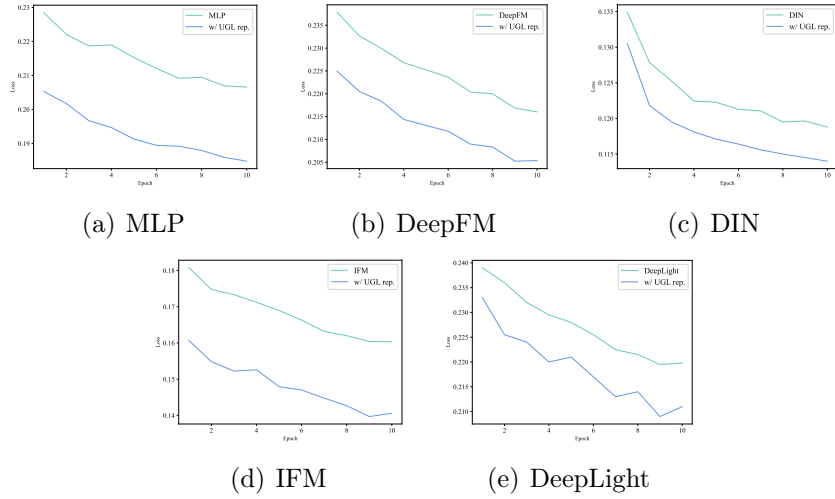 MLP
w/ UGL rep.
0.23
0.22
0.21
0.20
0.19
Loss
2
4
6
8
10
Epoch
(a) MLP
DeepFM
w/ UGL rep.
0.235
0.230
0.225
0.220
0.215
0.210
0.205
Loss
2
4
6
8
10
Epoch
(b) DeepFM
DIN
w/ UGL rep.
0.135
0.130
0.125
0.120
0.115
Loss
2
4
6
8
10
Epoch
(c) DIN
IFM
w/ UGL rep.
0.18
0.17
0.16
0.15
0.14
Loss
2
4
6
8
10
Epoch
(d) IFM
DeepLight
w/ UGL rep.
0.240
0.235
0.230
0.225
0.220
0.215
0.210
Loss
2
4
6
8
10
Epoch
(e) DeepLight